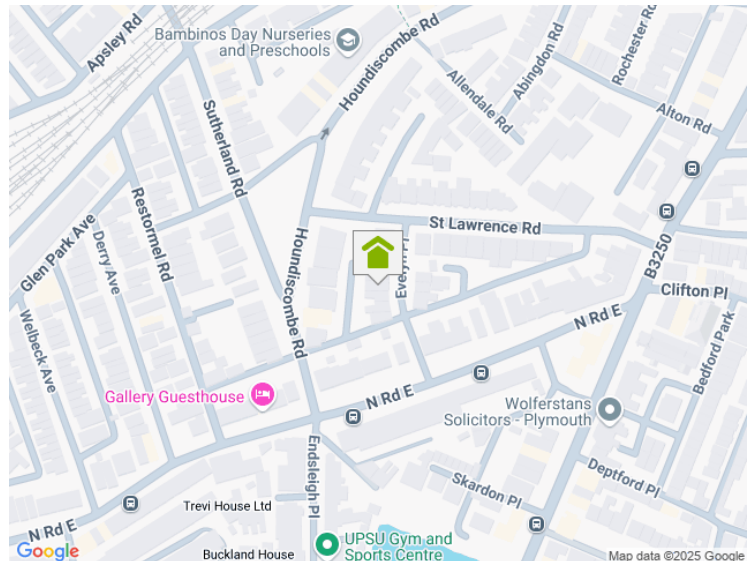 Apsley Rd
Bambinos Day Nurseries
and Preschools
Houndiscombe Rd
Allendale Rd
Abingdon Rd
Rochester Rd
Alton Rd
Sutherland Rd
Restormel Rd
Glen Park Ave
Derry Ave
Welbeck Ave
Houndiscombe Rd
St Lawrence Rd
Evelyn Pl
B3250
Clifton Pl
Bedford Park
N Rd E
Gallery Guesthouse
N Rd E
Wolferstans
Solicitors - Plymouth
Endsleigh Pl
Skardon Pl
Deptford Pl
Trevi House Ltd
N Rd E
UPSU Gym and
Sports Centre
Buckland House
Google
Map data ©2025 Google